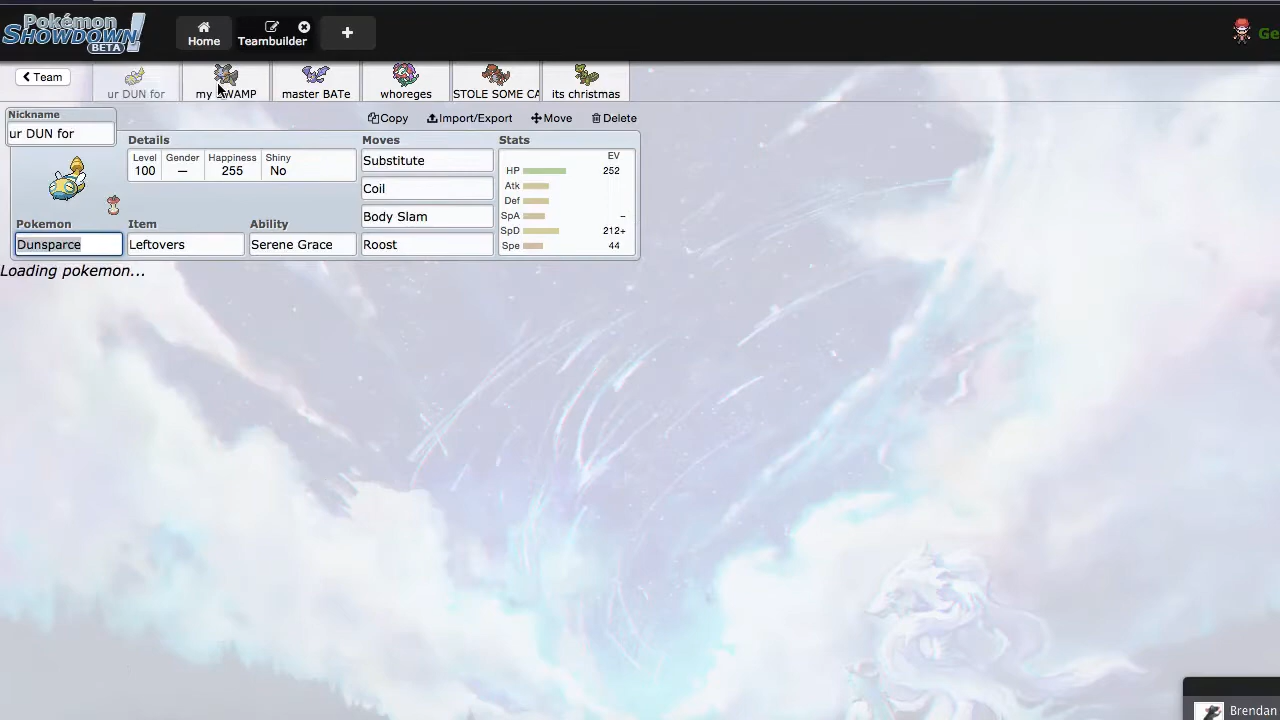 Pokémon
SHOWDOWN!
BETA
Home
Teambuilder
+
Ge
Team
ur DUN for
my SWAMP
master BATe
whoreges
STOLE SOME CA
its christmas
Nickname
ur DUN for
Copy
Import/Export
Move
Delete
Details
Moves
Stats
Level
Gender
Happiness
Shiny
100
—
255
No
Substitute
Coil
Body Slam
Roost
EV
HP 252
Atk
Def
SpA –
SpD 212+
Spe 44
Pokemon
Item
Ability
Dunsparce
Leftovers
Serene Grace
Loading pokemon...
Brendan